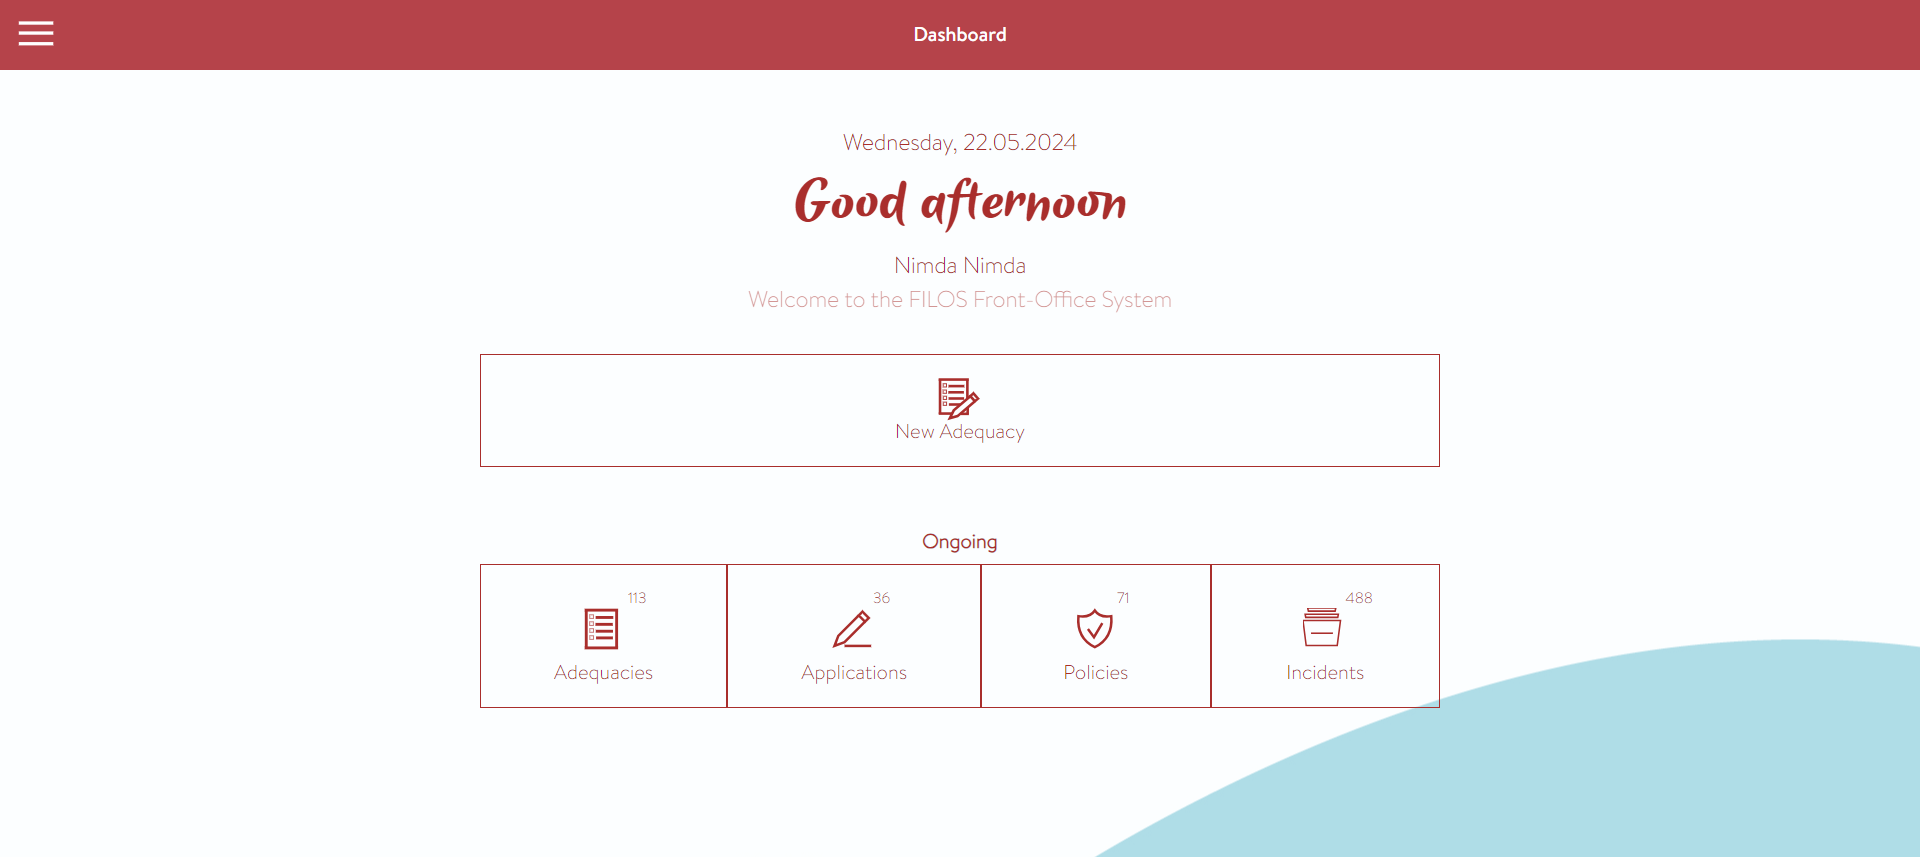 Dashboard
Wednesday, 22.05.2024
Good afternoon
Nimda Nimda
Welcome to the FILOS Front-Office System
New Adequacy
Ongoing
113
Adequacies
36
Applications
71
Policies
488
Incidents